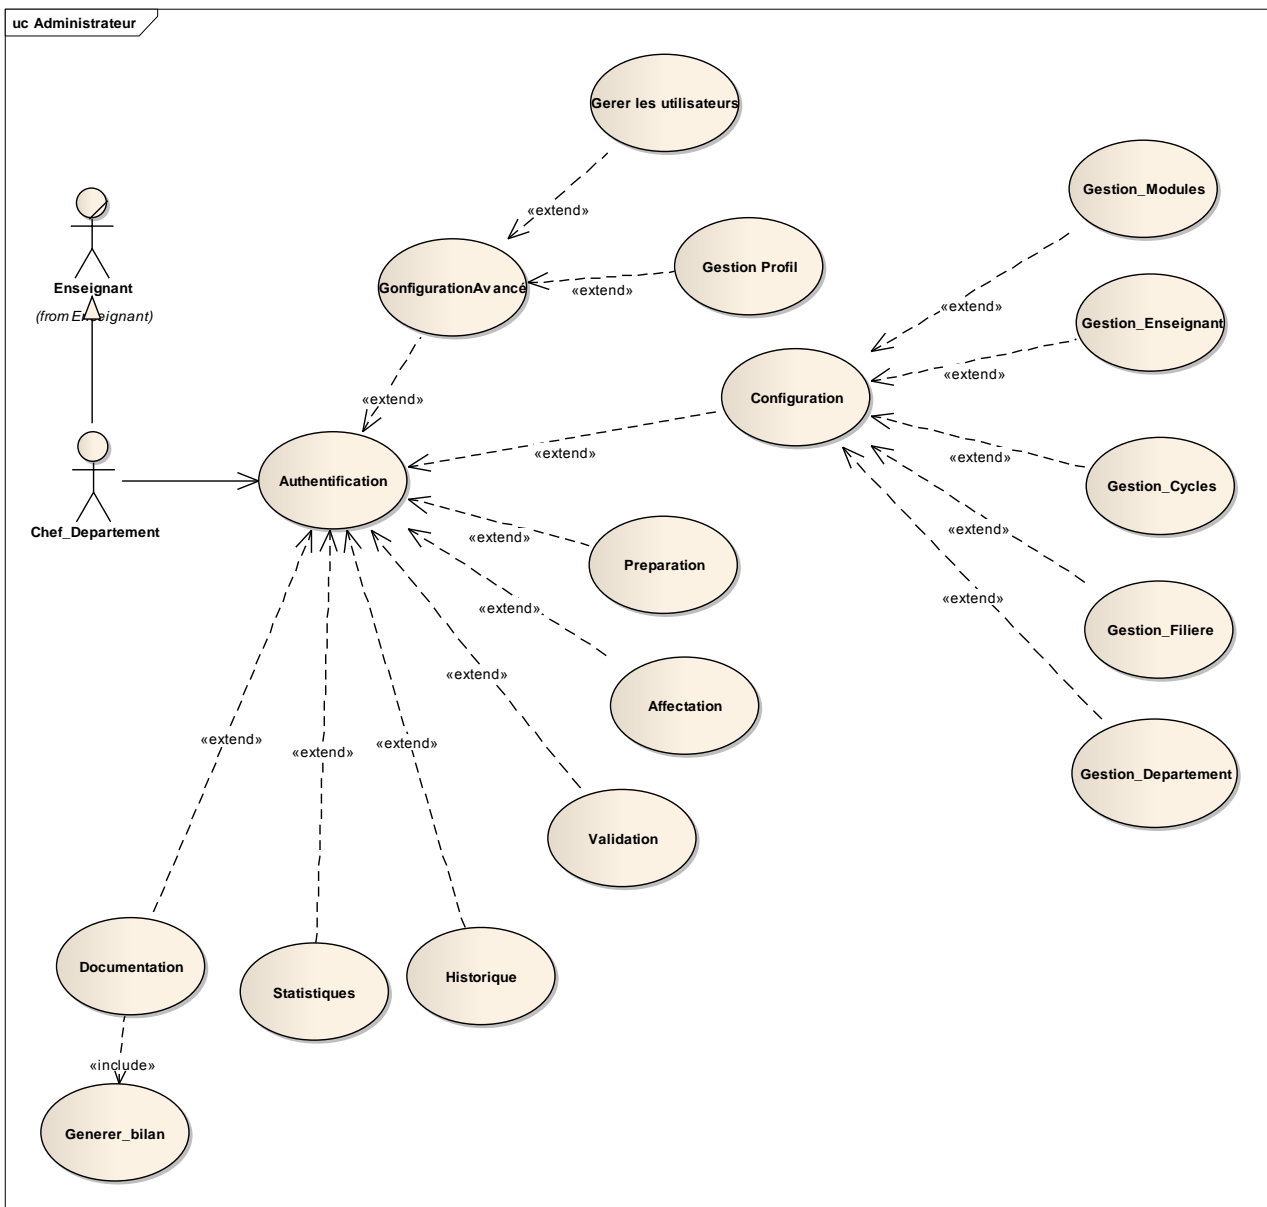 uc Administrateur
Gerer les utilisateurs
«extend»
Gestion_Modules
Enseignant
(from Enseignant)
GonfigurationAvancé
Gestion Profil
«extend»
«extend»
Gestion_Enseignant
«extend»
Configuration
«extend»
Chef_Departement
Authentification
«extend»
«extend»
Gestion_Cycles
«extend»
Preparation
«extend»
«extend»
Gestion_Filiere
«extend»
Affectation
«extend»
«extend»
Gestion_Departement
«extend»
«extend»
«extend»
Validation
Documentation
Statistiques
Historique
«include»
Generer_bilan